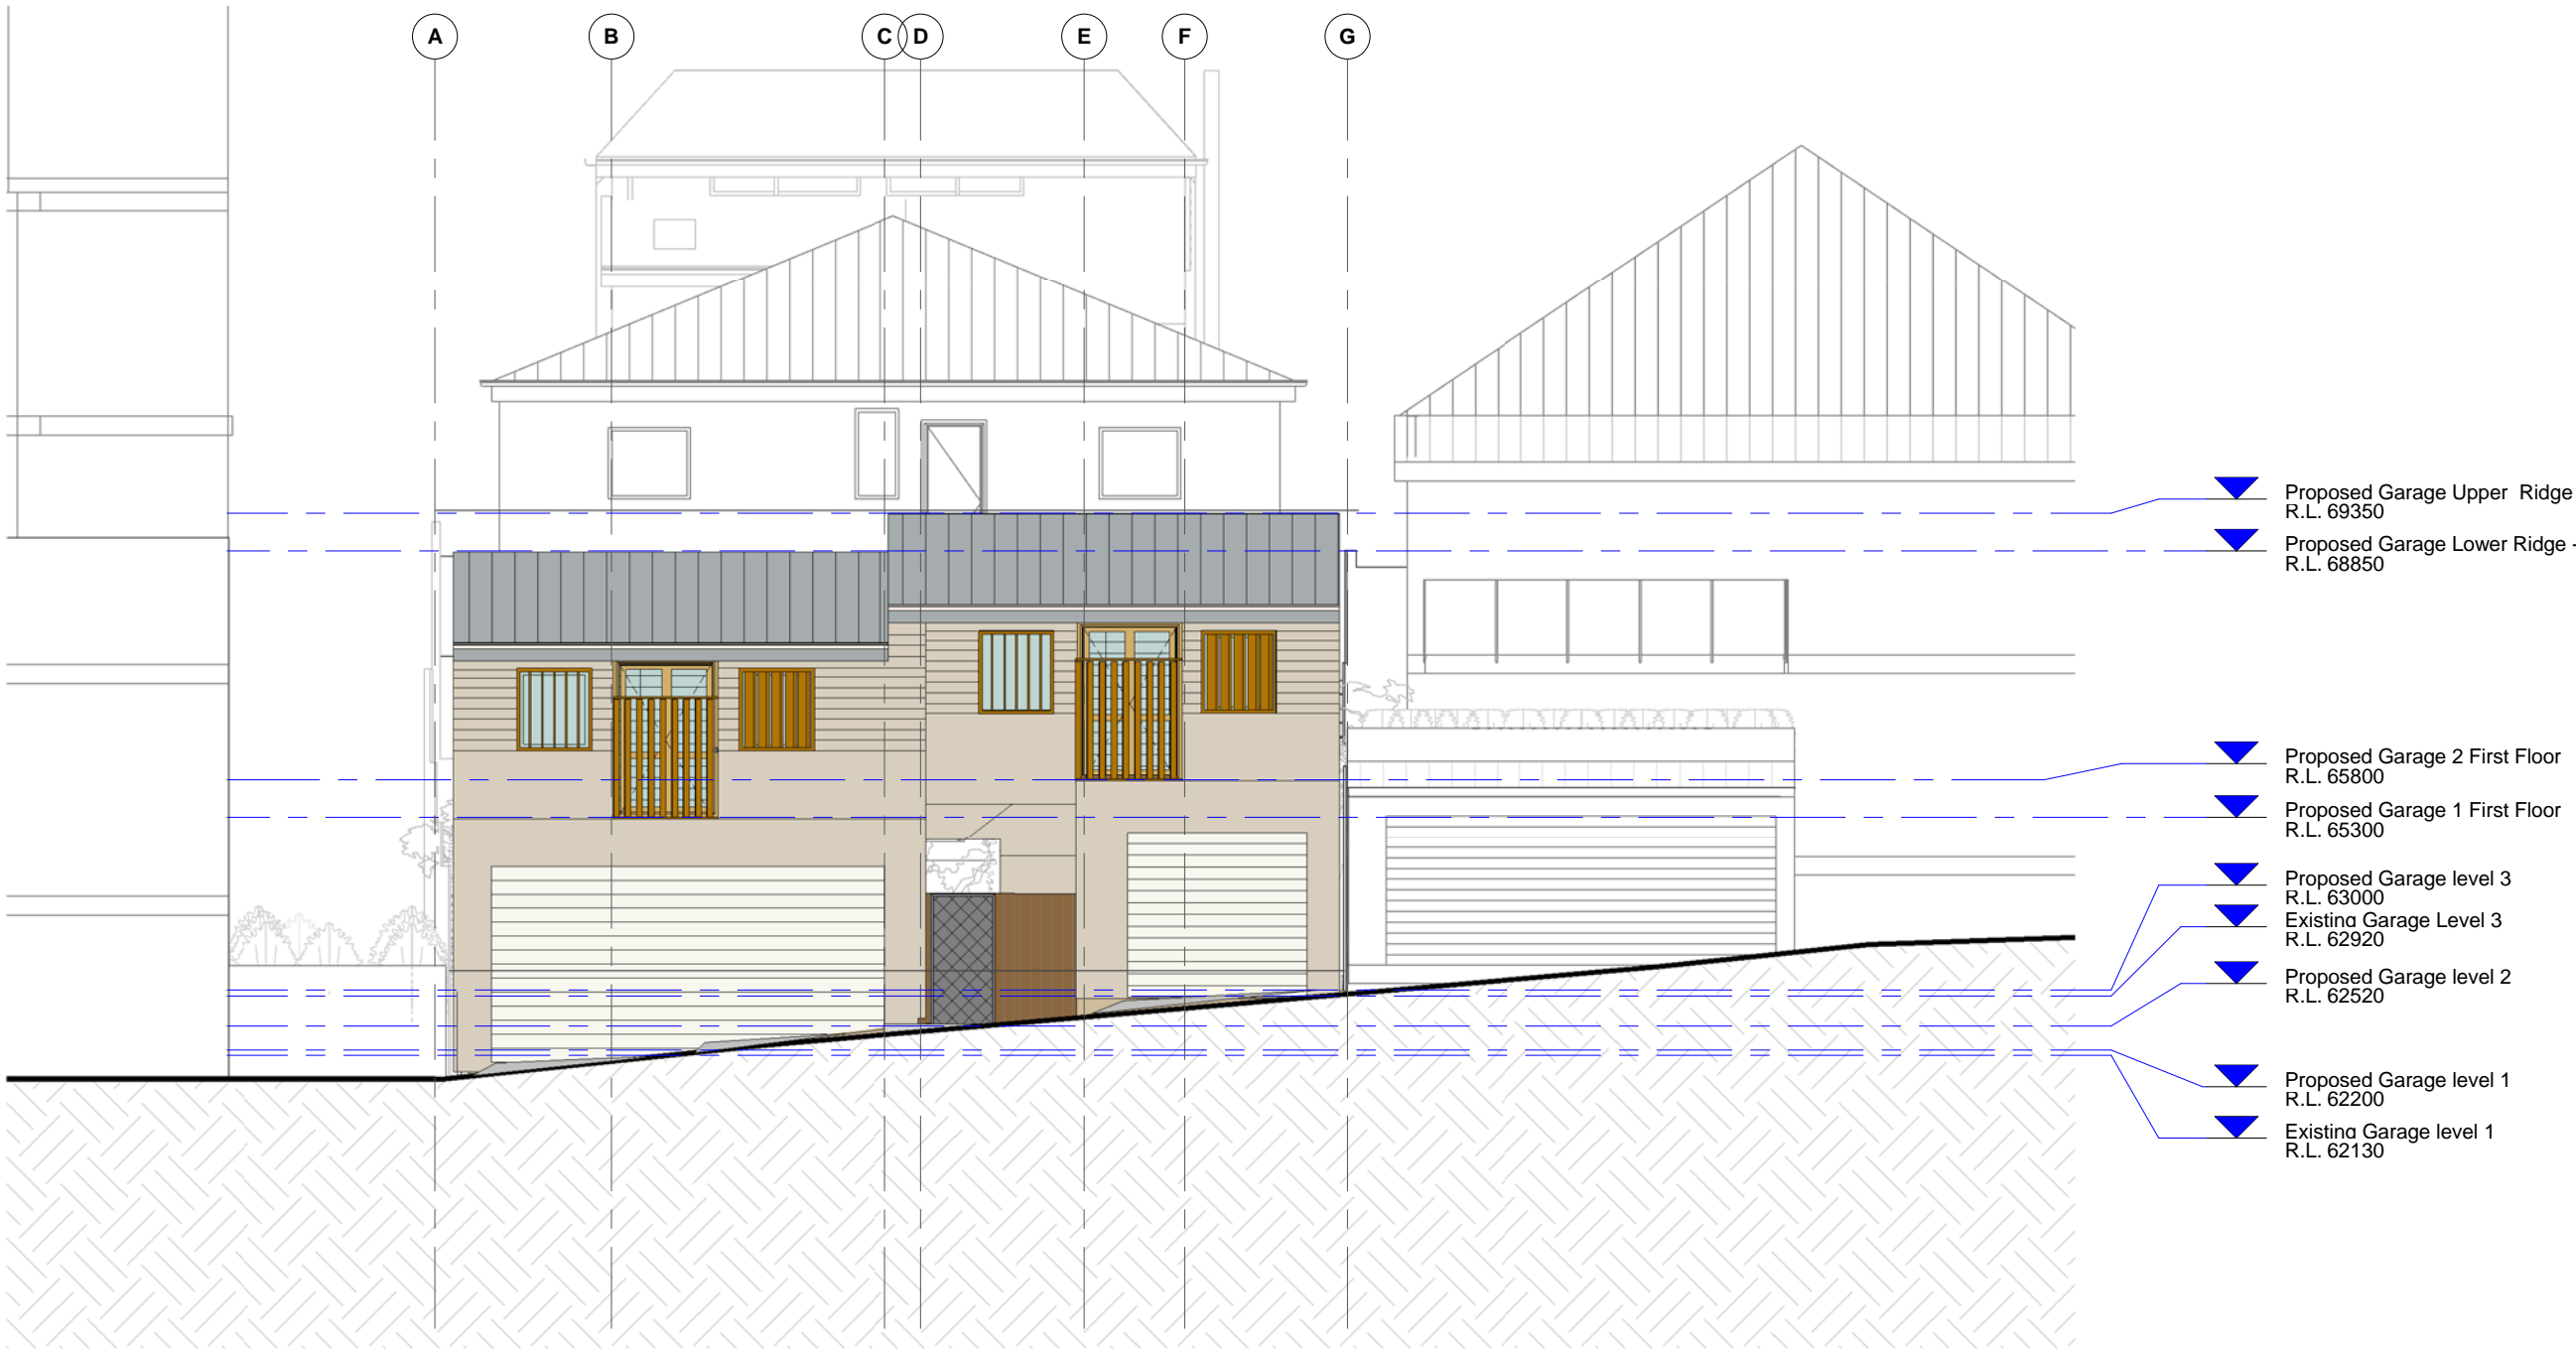 A B C D E F G
Proposed Garage Upper Ridge
R.L. 69350
Proposed Garage Lower Ridge -
R.L. 68850
Proposed Garage 2 First Floor
R.L. 65800
Proposed Garage 1 First Floor
R.L. 65300
Proposed Garage level 3
R.L. 63000
Existing Garage Level 3
R.L. 62920
Proposed Garage level 2
R.L. 62520
Proposed Garage level 1
R.L. 62200
Existing Garage level 1
R.L. 62130